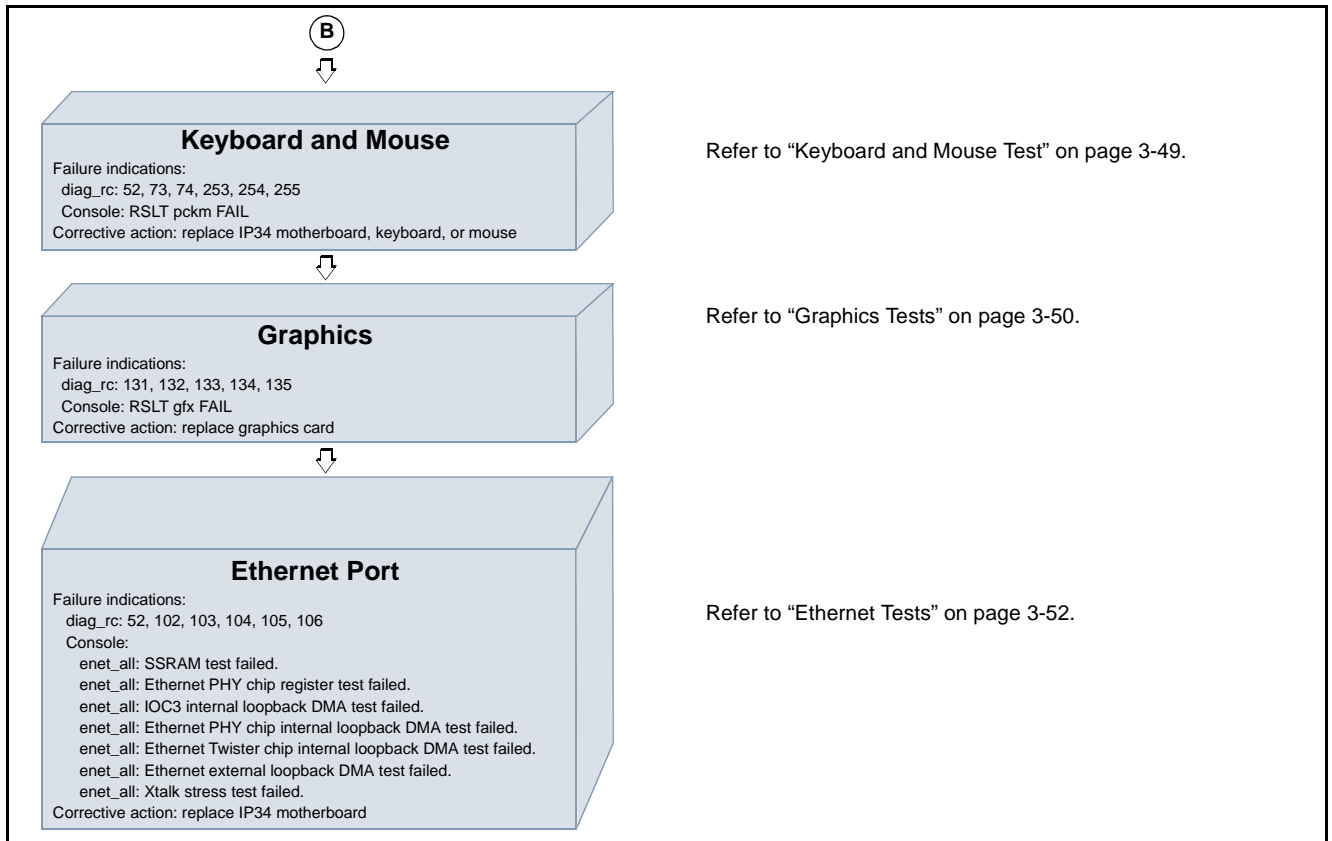 B
Keyboard and Mouse
Failure indications:
diag_rc: 52, 73, 74, 253, 254, 255
Console: RSLT pckm FAIL
Corrective action: replace IP34 motherboard, keyboard, or mouse
Refer to “Keyboard and Mouse Test” on page 3-49.
Graphics
Failure indications:
diag_rc: 131, 132, 133, 134, 135
Console: RSLT gfx FAIL
Corrective action: replace graphics card
Refer to “Graphics Tests” on page 3-50.
Ethernet Port
Failure indications:
diag_rc: 52, 102, 103, 104, 105, 106
Console:
enet_all: SSRAM test failed.
enet_all: Ethernet PHY chip register test failed.
enet_all: IOC3 internal loopback DMA test failed.
enet_all: Ethernet PHY chip internal loopback DMA test failed.
enet_all: Ethernet Twister chip internal loopback DMA test failed.
enet_all: Ethernet external loopback DMA test failed.
enet_all: Xtalk stress test failed.
Corrective action: replace IP34 motherboard
Refer to “Ethernet Tests” on page 3-52.